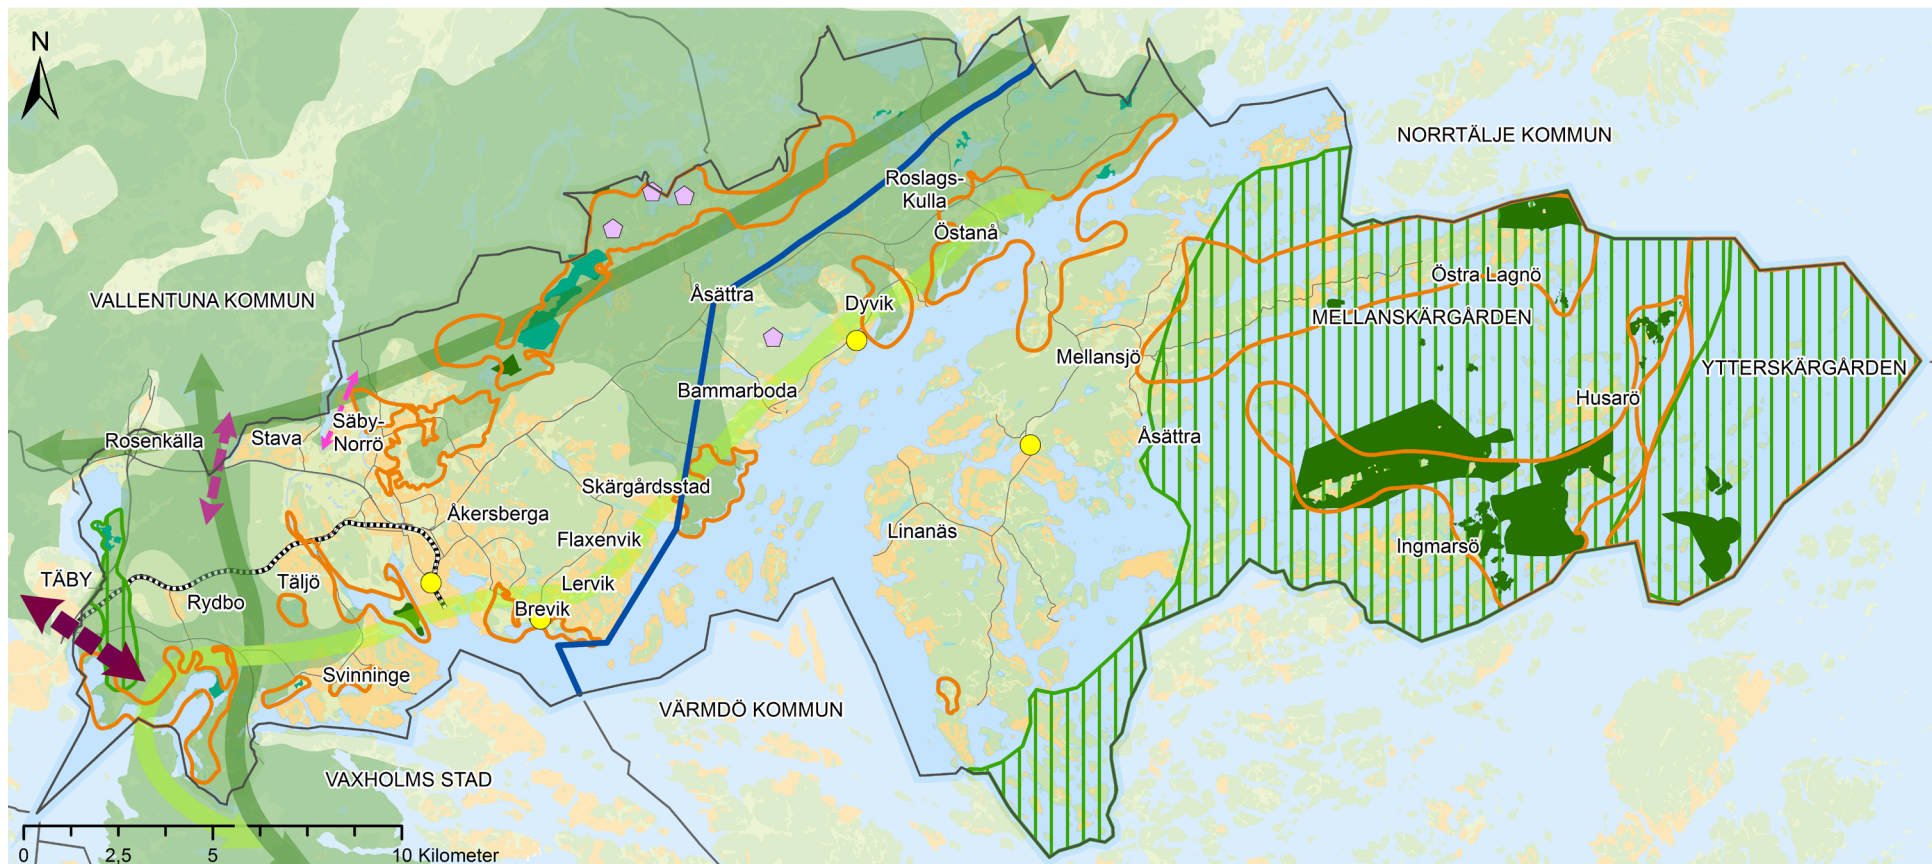 N
NORRTÄLJE KOMMUN
Roslags-
Kulla
Östanå
VALLENTUNA KOMMUN
Åsättra
Dyvik
Östra Lagnö
MELLANSKÄRGÅRDEN
Mellansjö
YTTERSKÄRGÅRDEN
Bammarboda
Husarö
Rosenkälla
Stava
Säby-
Norrö
Åsättra
Skärgårdsstad
Åkersberga
Flaxenvik
Linanäs
Ingmarsö
TÄBY
Täljö
Lervik
Rydbo
Brevik
Svinninge
VÄRMDÖ KOMMUN
VAXHOLMS STAD
0 2,5 5 10 Kilometer